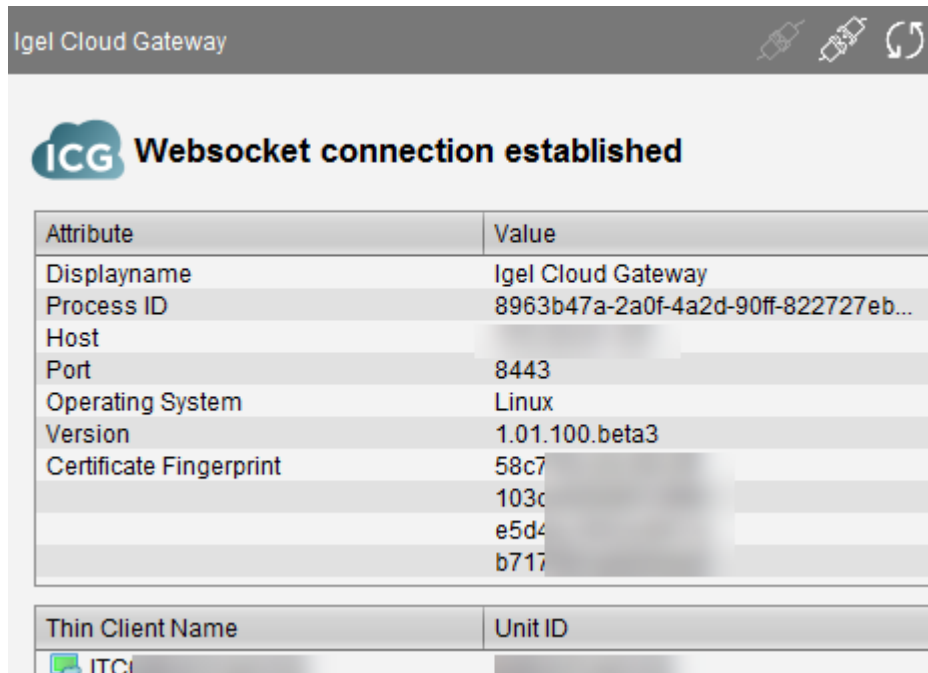 Igel Cloud Gateway
ICG Websocket connection established
Attribute Value
Displayname Igel Cloud Gateway
Process ID 8963b47a-2a0f-4a2d-90ff-822727eb...
Host
Port 8443
Operating System Linux
Version 1.01.100.beta3
Certificate Fingerprint 58c7
103c
e5d4
b717
Thin Client Name Unit ID
ITC